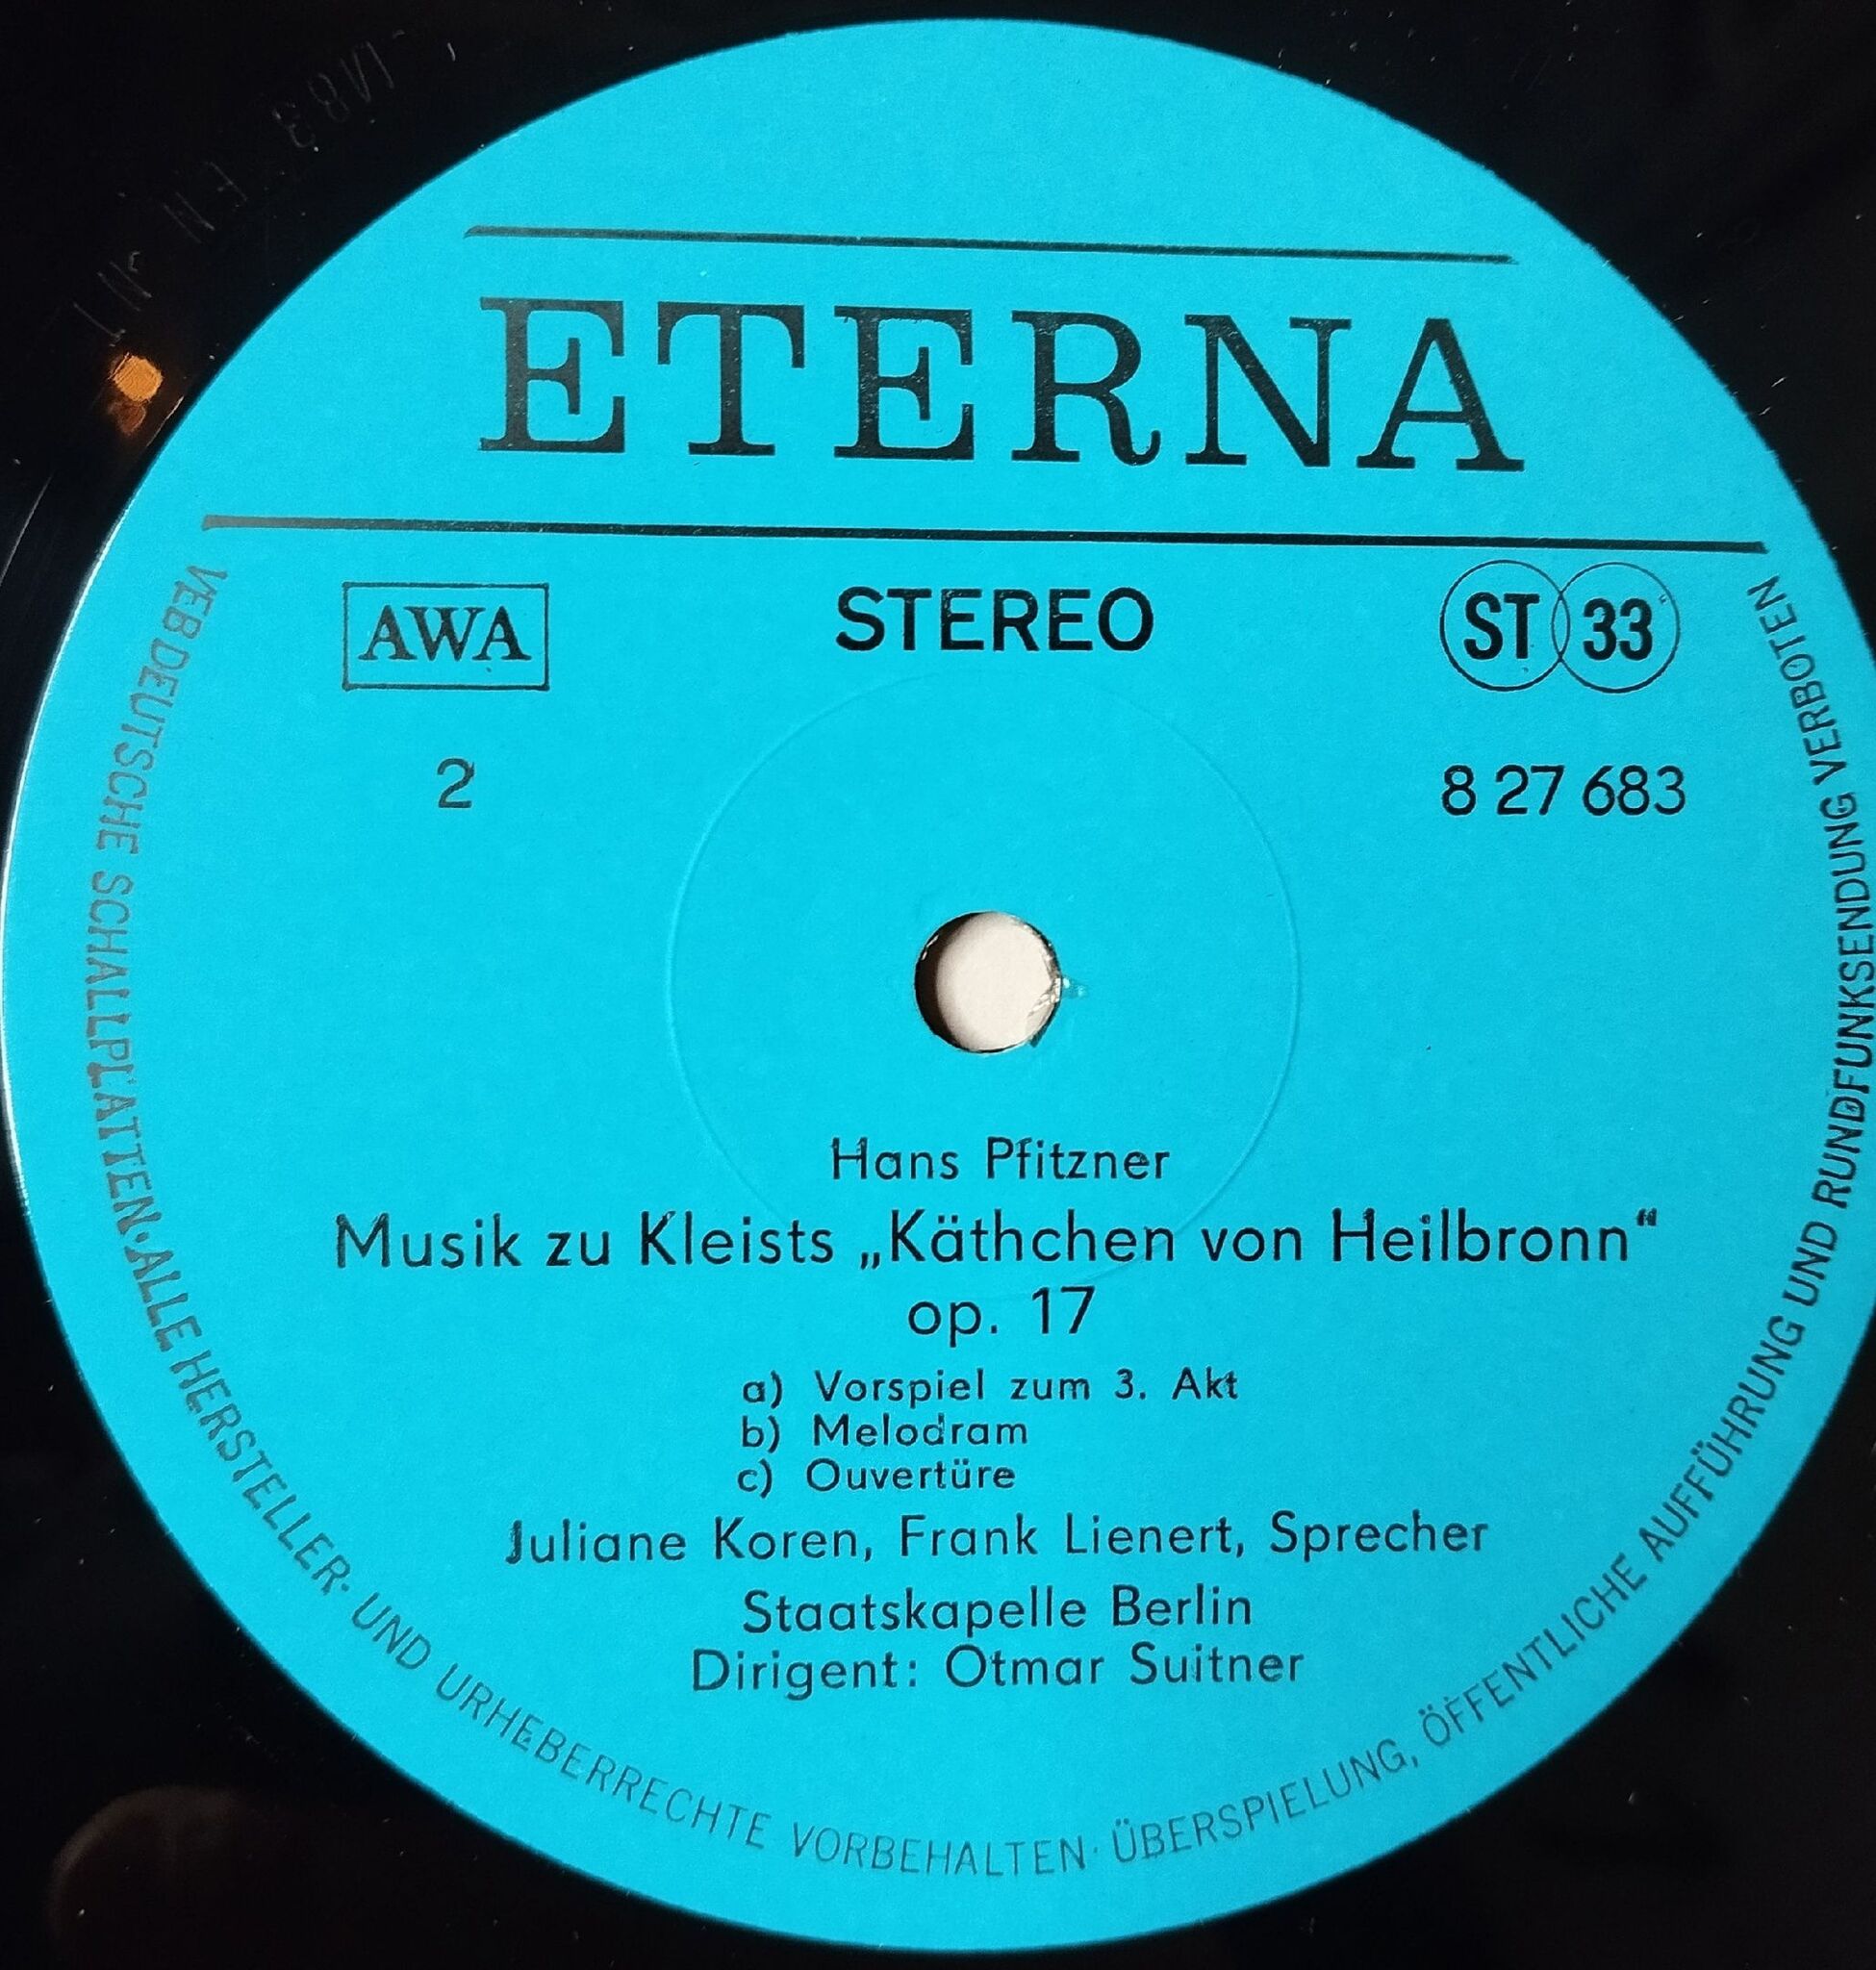 ETERNA
AWA
STEREO
ST 33
2
8 27 683
Hans Pfitzner
Musik zu Kleists „Käthchen von Heilbronn“
op. 17
a) Vorspiel zum 3. Akt
b) Melodram
c) Ouvertüre
Juliane Koren, Frank Lienert, Sprecher
Staatskapelle Berlin
Dirigent: Otmar Suitner
VEB DEUTSCHE SCHALLPLATTEN·ALLE HERSTELLER- UND URHEBERRECHTE VORBEHALTEN· ÜBERSPIELUNG, ÖFFENTLICHE AUFFÜHRUNG UND RUNDFUNKSENDUNG VERBOTEN